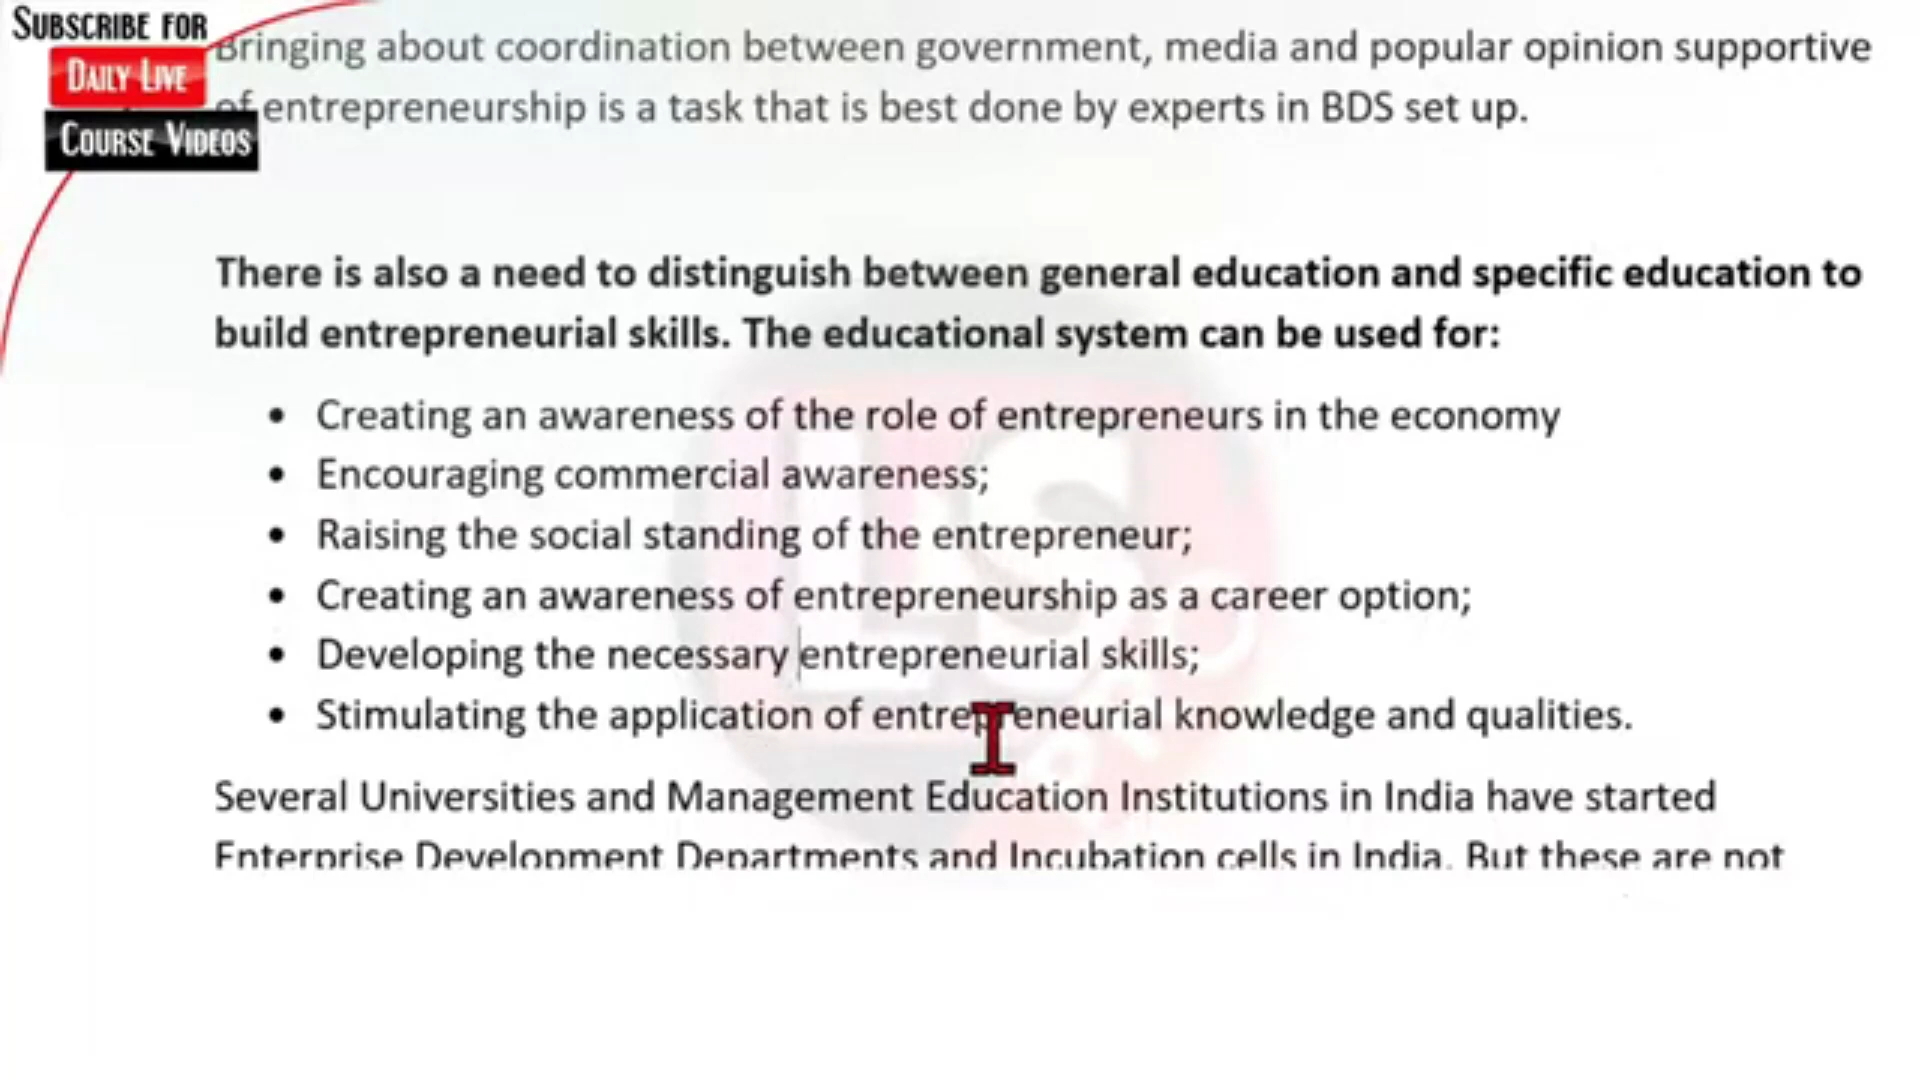 SUBSCRIBE FOR
DAILY LIVE
COURSE VIDEOS
Bringing about coordination between government, media and popular opinion supportive
of entrepreneurship is a task that is best done by experts in BDS set up.
There is also a need to distinguish between general education and specific education to
build entrepreneurial skills. The educational system can be used for:
• Creating an awareness of the role of entrepreneurs in the economy
• Encouraging commercial awareness;
• Raising the social standing of the entrepreneur;
• Creating an awareness of entrepreneurship as a career option;
• Developing the necessary entrepreneurial skills;
• Stimulating the application of entrepreneurial knowledge and qualities.
Several Universities and Management Education Institutions in India have started
Enterprise Development Departments and Incubation cells in India. But these are not
LS